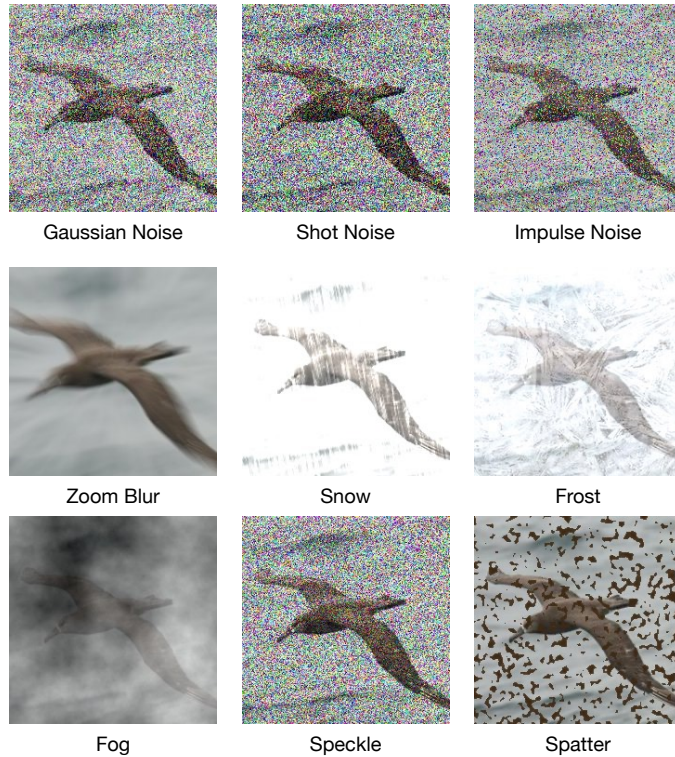 Gaussian Noise
Shot Noise
Impulse Noise
Zoom Blur
Snow
Frost
Fog
Speckle
Spatter